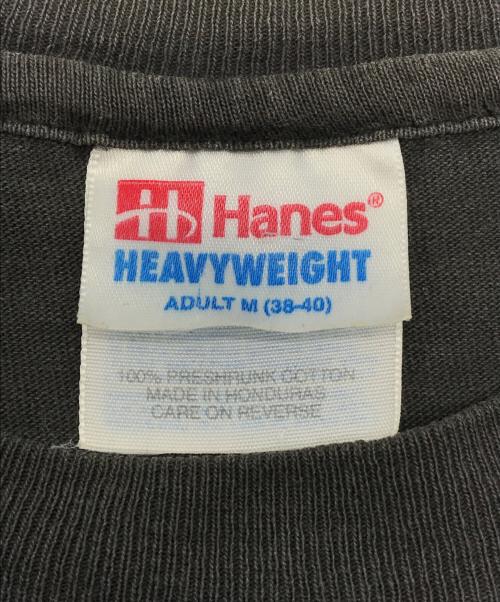 H Hanes®
HEAVYWEIGHT
ADULT M (38-40)
100% PRESHRUNK COTTON
MADE IN HONDURAS
CARE ON REVERSE